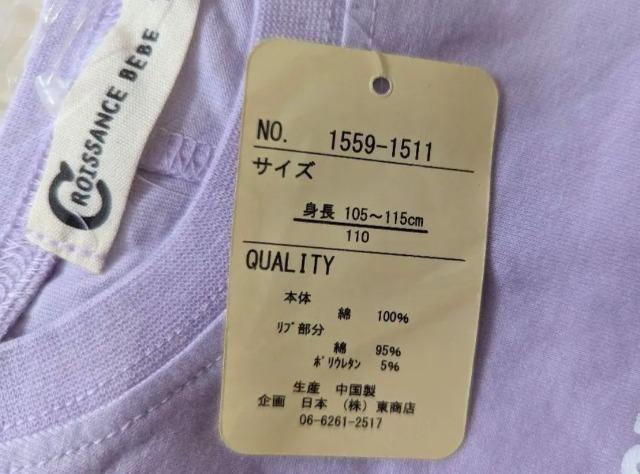 CROISSANCE BEBE
NO. 1559-1511
サイズ
身長 105〜115cm
110
QUALITY
本体
綿 100%
ﾘﾌﾞ部分
綿 95%
ﾎﾟﾘｳﾚﾀﾝ 5%
生産 中国製
企画 日本 (株)東商店
06-6261-2517